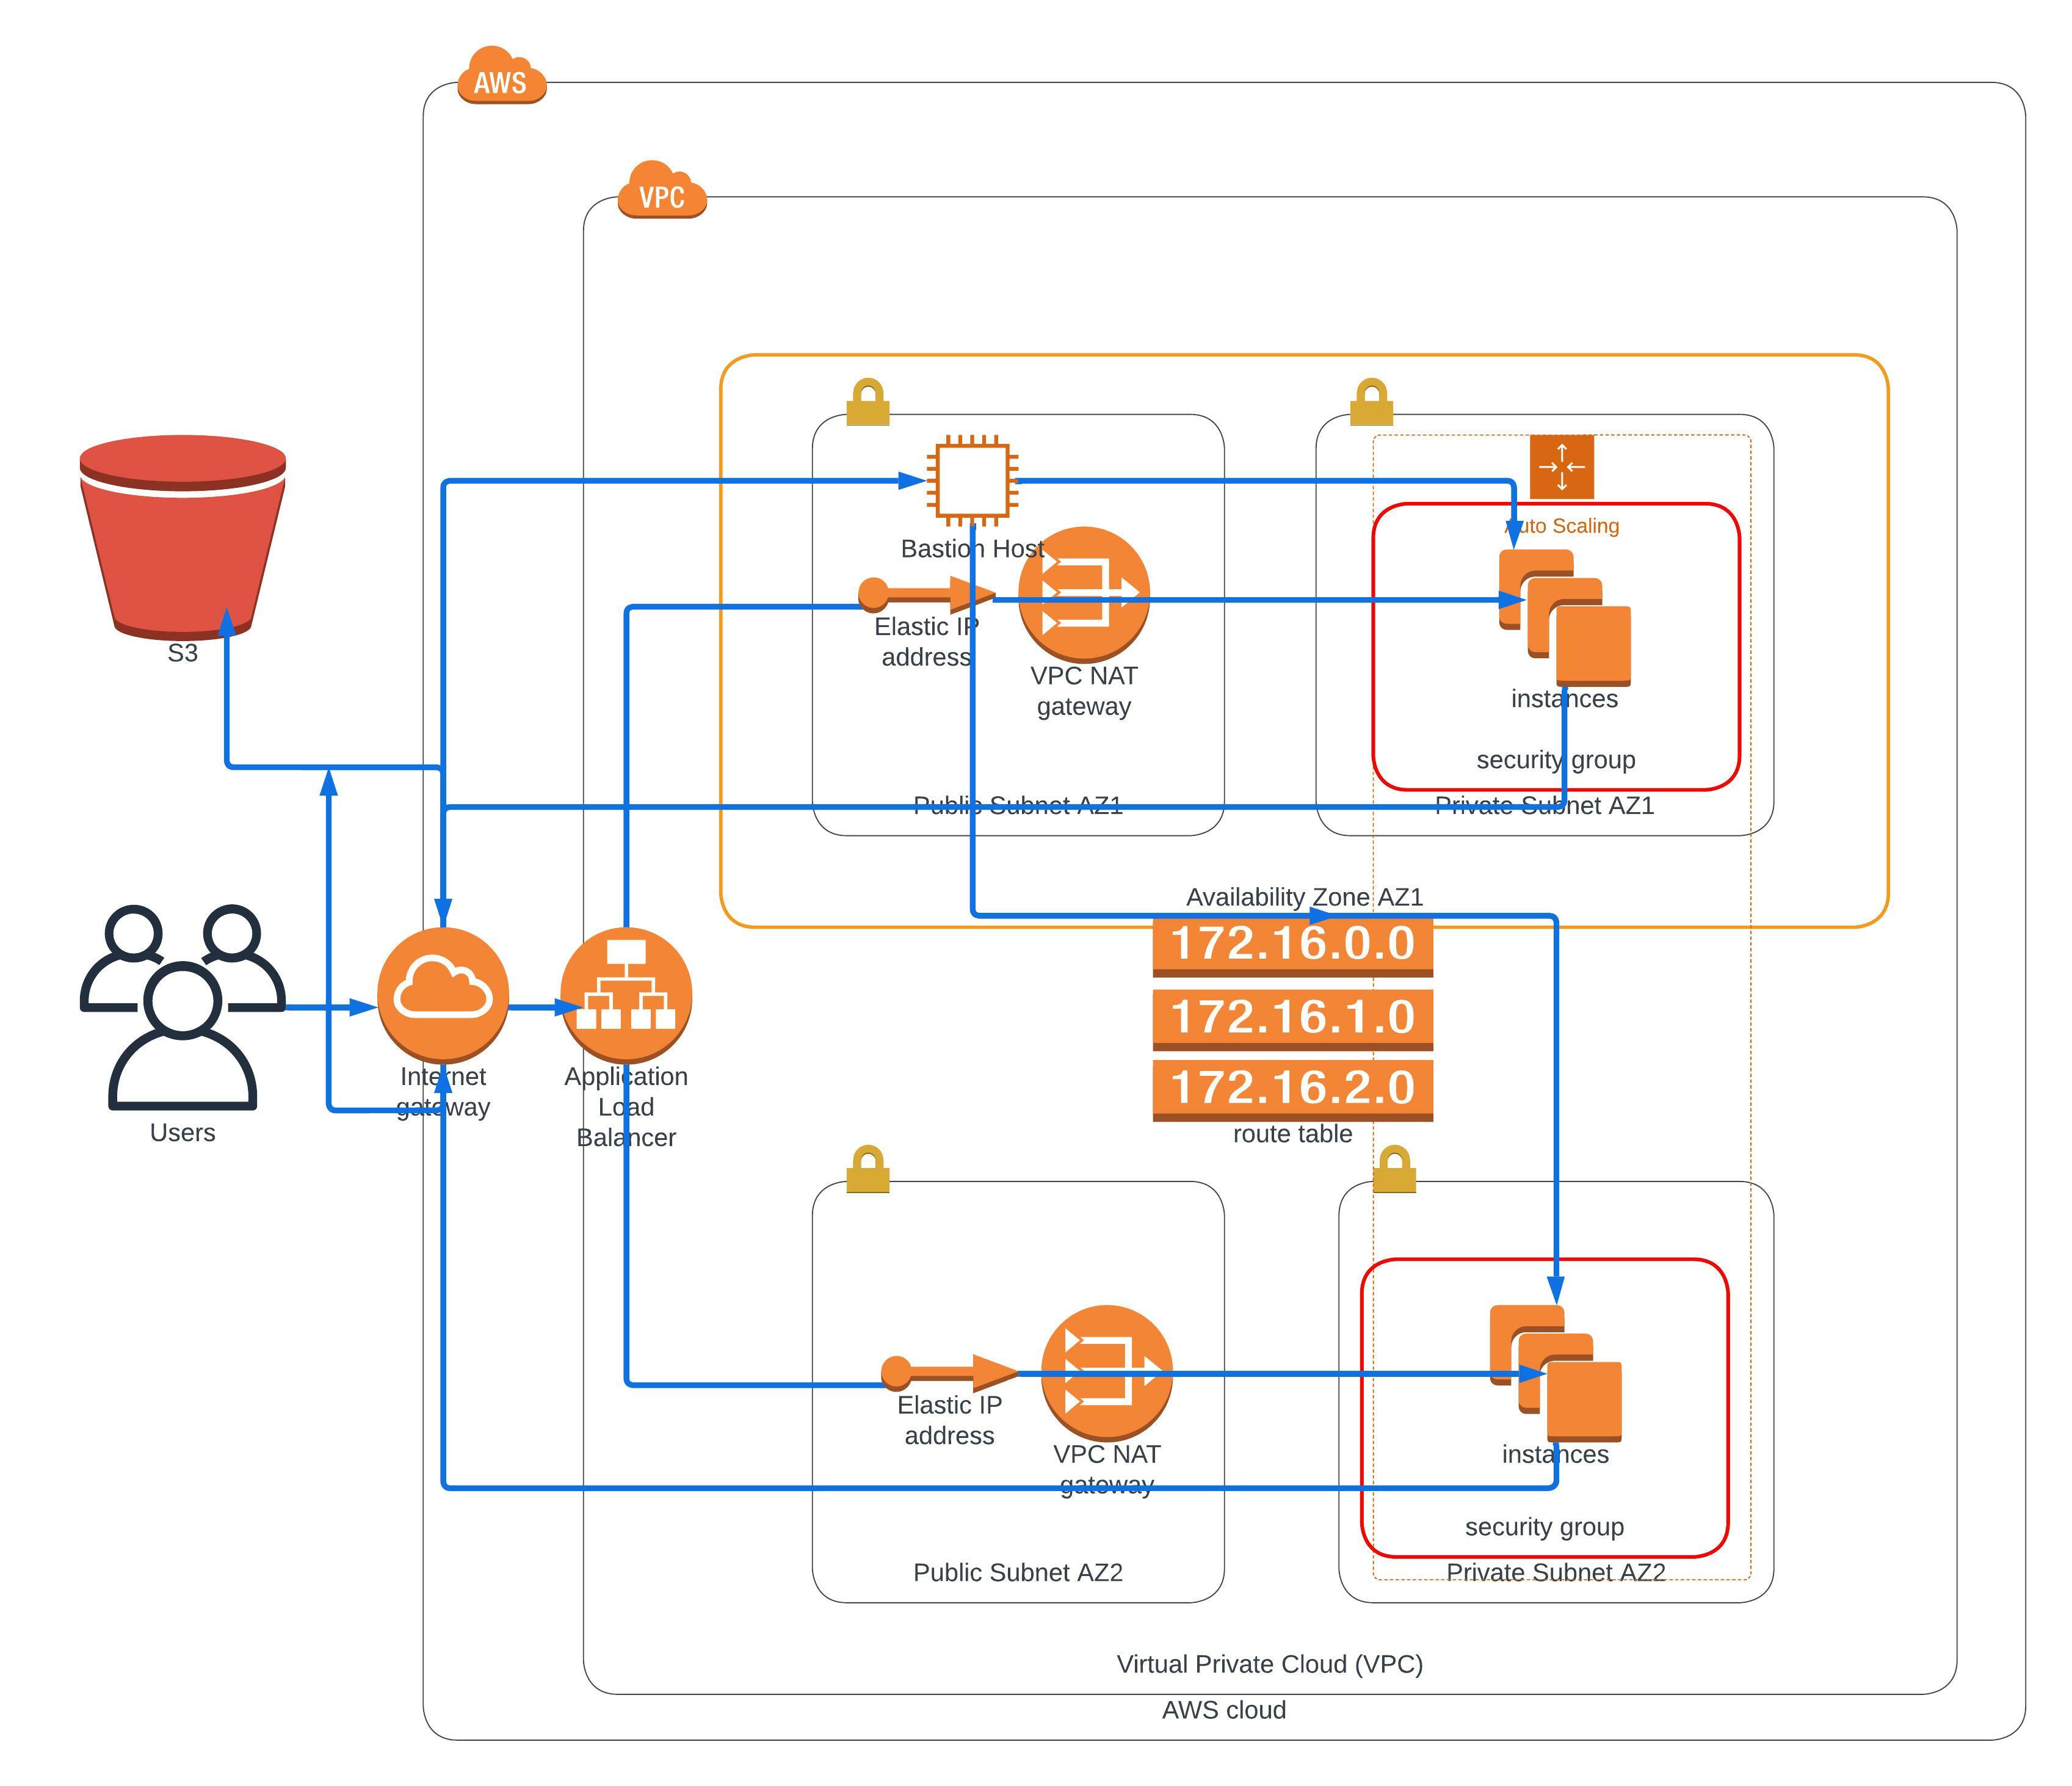 AWS
VPC
Bastion Host
Auto Scaling
Elastic IP
address
VPC NAT
gateway
instances
S3
security group
Public Subnet AZ1
Private Subnet AZ1
Availability Zone AZ1
172.16.0.0
172.16.1.0
172.16.2.0
route table
Internet
gateway
Application
Load
Balancer
Users
Elastic IP
address
VPC NAT
gateway
instances
security group
Public Subnet AZ2
Private Subnet AZ2
Virtual Private Cloud (VPC)
AWS cloud